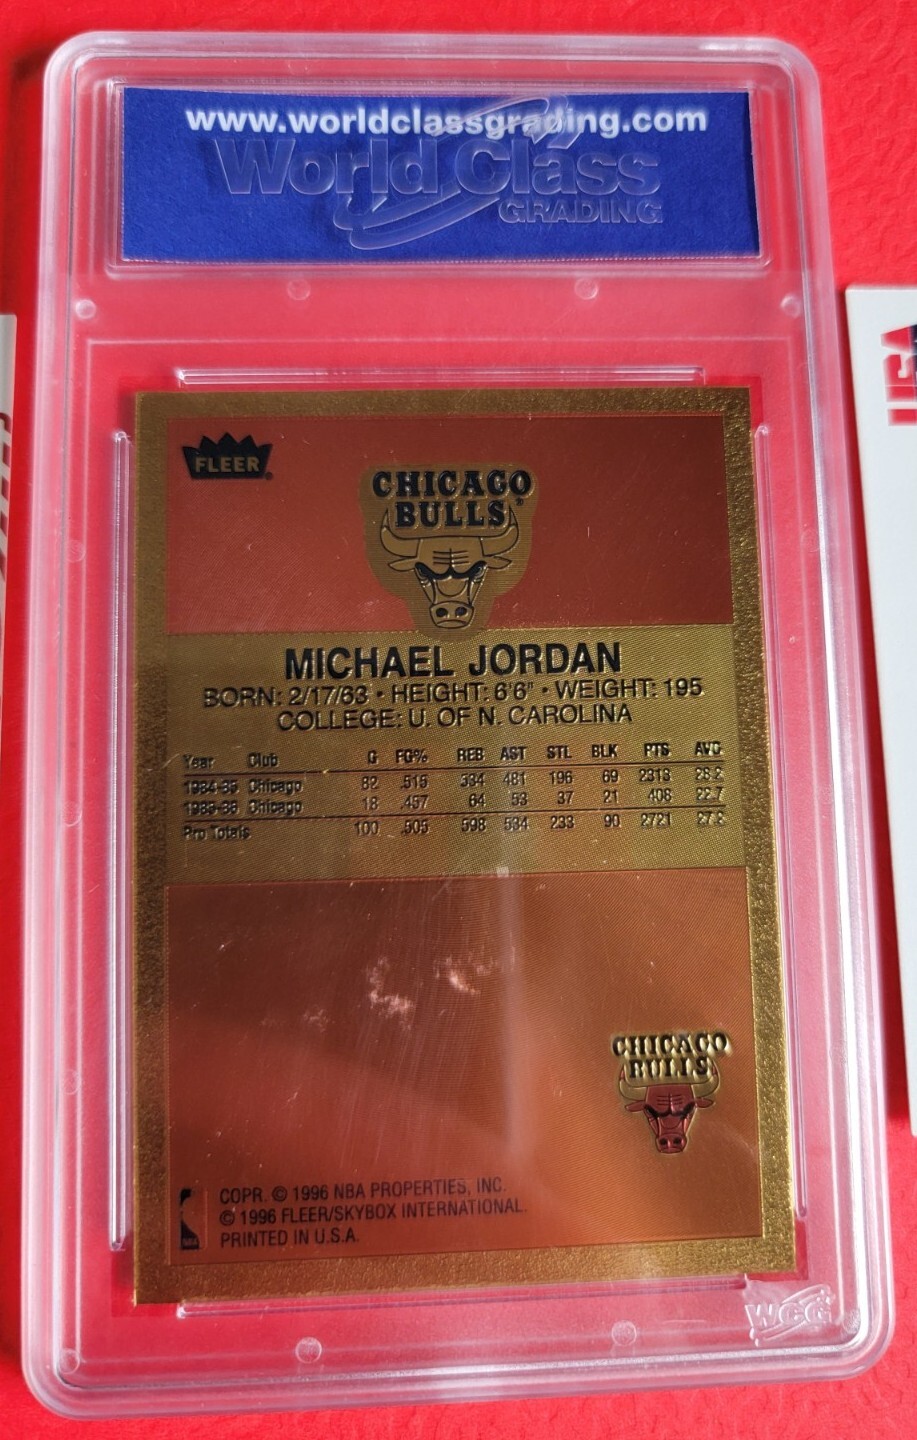 www.worldclassgrading.com
World Class
GRADING
FLEER®
CHICAGO
BULLS®
MICHAEL JORDAN
BORN: 2/17/63 • HEIGHT: 6'6" • WEIGHT: 195
COLLEGE: U. OF N. CAROLINA
Year Club G FG% REB AST STL BLK PTS AVG
1984-85 Chicago 82 .515 534 481 196 69 2313 28.2
1985-86 Chicago 18 .457 64 53 37 21 408 22.7
Pro Totals 100 .505 598 534 233 90 2721 27.2
CHICAGO
BULLS
NBA
COPR. © 1996 NBA PROPERTIES, INC.
© 1996 FLEER/SKYBOX INTERNATIONAL.
PRINTED IN U.S.A.
WCG
USA